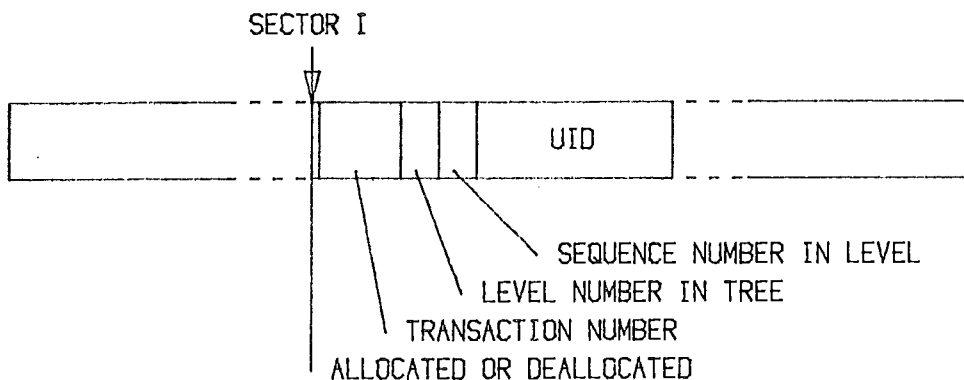 SECTOR I
UID
SEQUENCE NUMBER IN LEVEL
LEVEL NUMBER IN TREE
TRANSACTION NUMBER
ALLOCATED OR DEALLOCATED